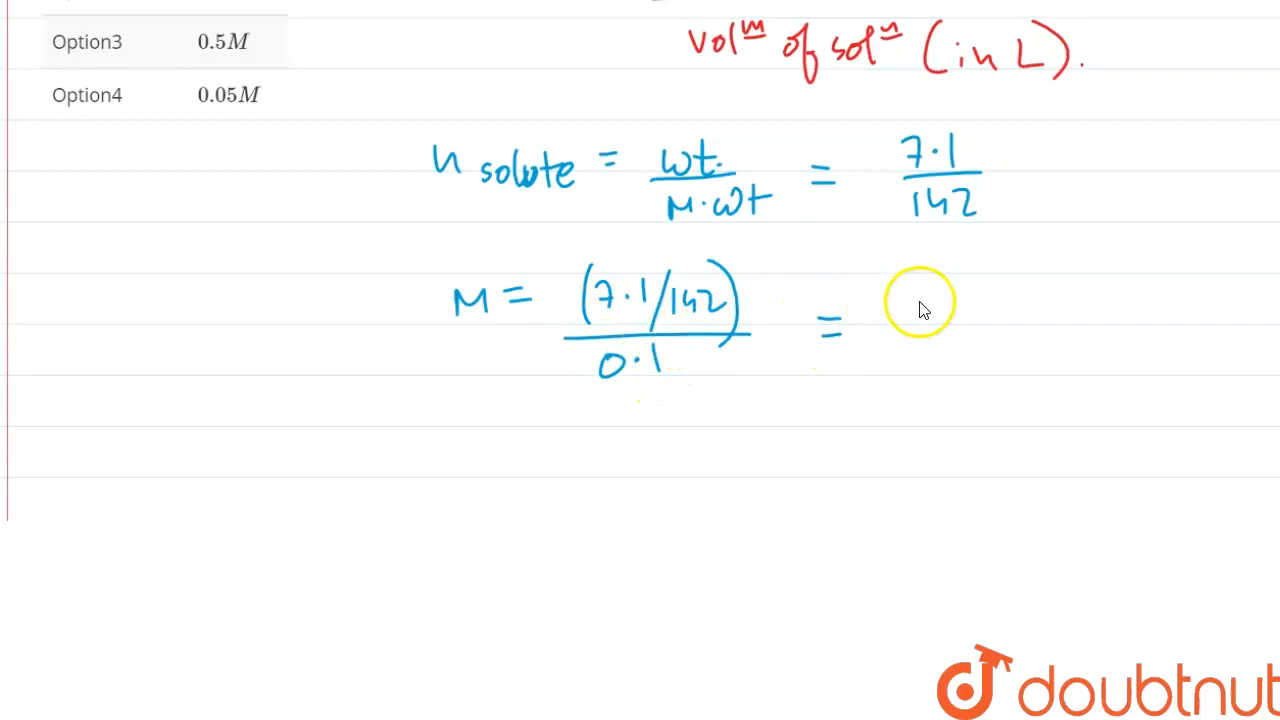 Option3 0.5M
Option4 0.05M
Volᵐ of solⁿ (in L).
n solute = wt. / M.wt = 7.1 / 142
M = (7.1/142) / 0.1 =
doubtnut